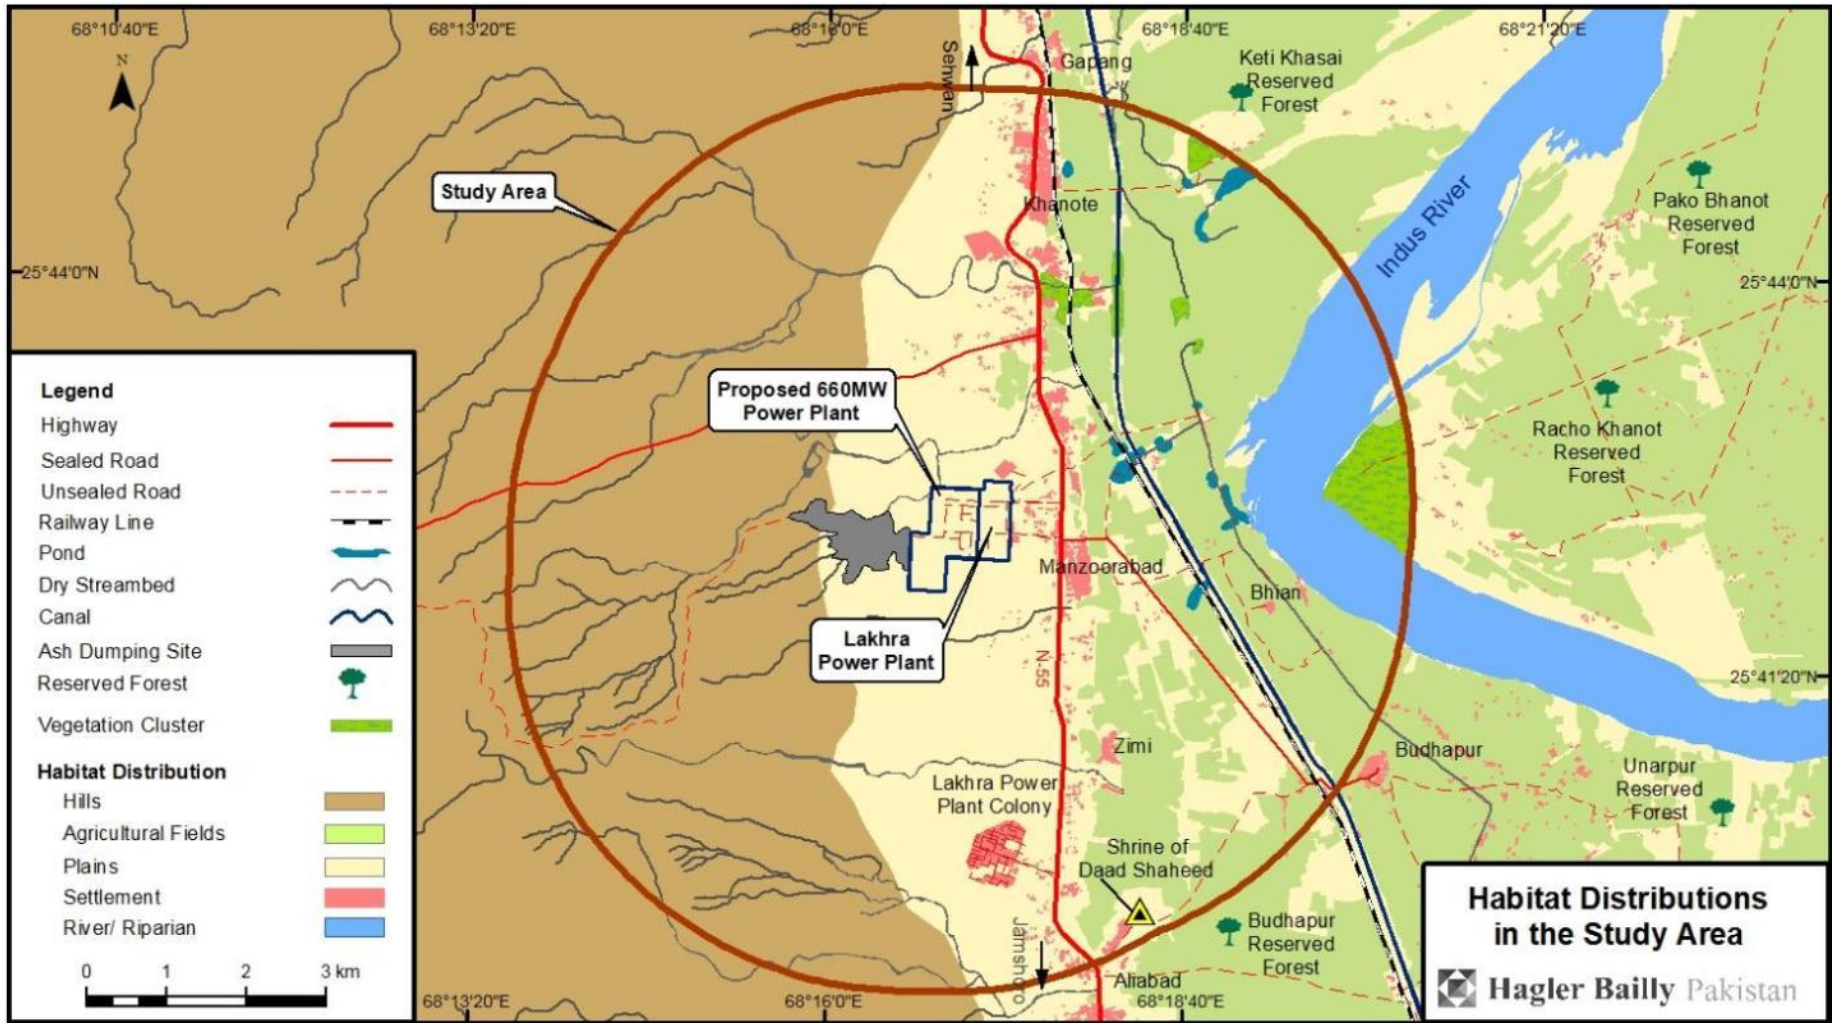 68°10'40"E
68°13'20"E
68°16'0"E
68°18'40"E
68°21'20"E
N
Sehwan
Gapang
Keti Khasai
Reserved
Forest
Study Area
Khanote
Indus River
Pako Bhanot
Reserved
Forest
25°44'0"N
25°44'0"N
Legend
Highway
Sealed Road
Unsealed Road
Railway Line
Pond
Dry Streambed
Canal
Ash Dumping Site
Reserved Forest
Vegetation Cluster
Habitat Distribution
Hills
Agricultural Fields
Plains
Settlement
River/ Riparian
0 1 2 3 km
Proposed 660MW
Power Plant
Racho Khanot
Reserved
Forest
Manzoorabad
Bhian
Lakhra
Power Plant
N-55
25°41'20"N
Zimi
Budhapur
Lakhra Power
Plant Colony
Unarpur
Reserved
Forest
Shrine of
Daad Shaheed
Jamshoro
Budhapur
Reserved
Forest
Aliabad
68°13'20"E
68°16'0"E
68°18'40"E
Habitat Distributions
in the Study Area
Hagler Bailly Pakistan